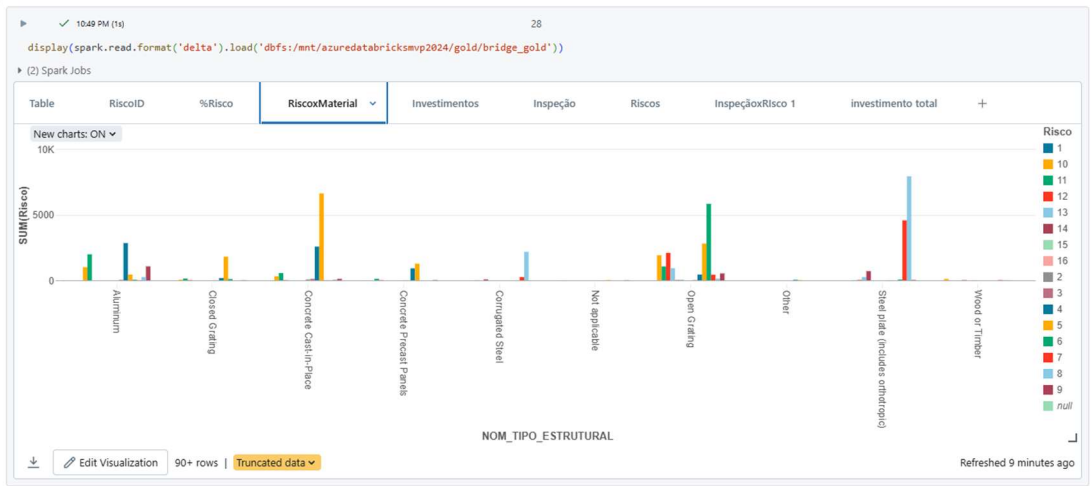 10:49 PM (1s)
28
display(spark.read.format('delta').load('dbfs:/mnt/azuredatabricksmvp2024/gold/bridge_gold'))
(2) Spark Jobs
Table RiscoID %Risco RiscoxMaterial Investimentos Inspeção Riscos InspeçãoxRIsco 1 investimento total +
New charts: ON
Risco
1
10
11
12
13
14
15
16
2
3
4
5
6
7
8
9
null
10K
5000
0
SUM(Risco)
Aluminum
Closed Grating
Concrete Cast-in-Place
Concrete Precast Panels
Corrugated Steel
Not applicable
Open Grating
Other
Steel plate (includes orthotropic)
Wood or Timber
NOM_TIPO_ESTRUTURAL
Edit Visualization 90+ rows | Truncated data Refreshed 9 minutes ago